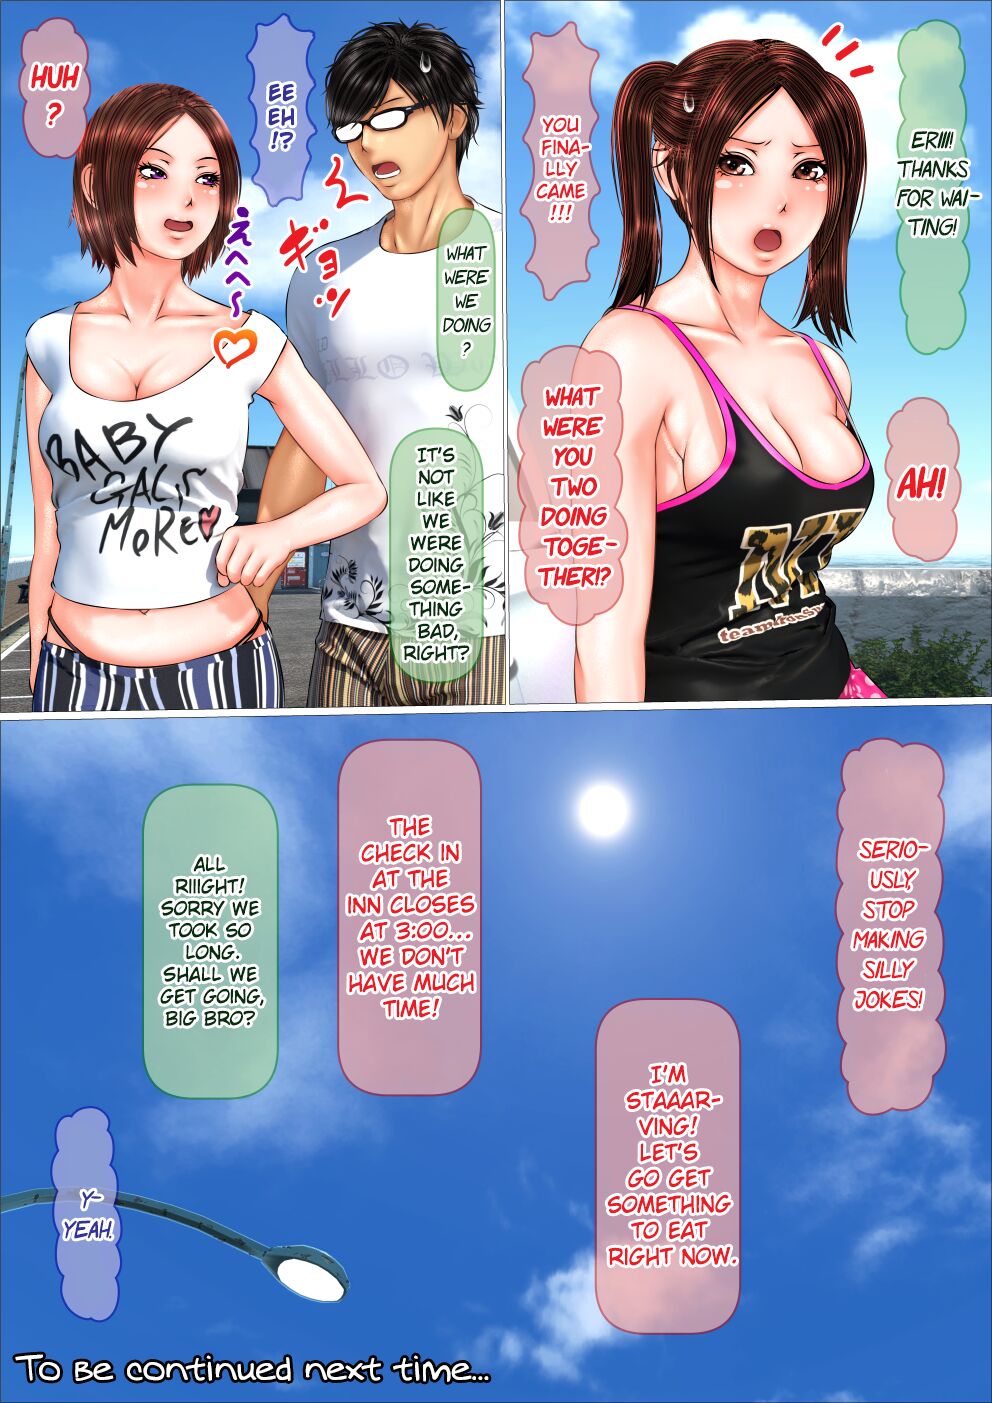 ERIIII!
THANKS
FOR WAI-
TING!
AH!
YOU
FINA-
LLY
CAME
!!!
WHAT
WERE
YOU
TWO
DOING
TOGE-
THER!?
EE
EH
!?
HUH
?
WHAT
WERE
WE
DOING
?
IT'S
NOT
LIKE
WE
WERE
DOING
SOME-
THING
BAD,
RIGHT?
えへへ～
ギョッ
BABY
GAL,S
MORE
SERIO-
USLY,
STOP
MAKING
SILLY
JOKES!
I'M
STAAAR-
VING!
LET'S
GO GET
SOMETHING
TO EAT
RIGHT NOW.
THE
CHECK IN
AT THE
INN CLOSES
AT 3:00...
WE DON'T
HAVE MUCH
TIME!
ALL
RIIIGHT!
SORRY WE
TOOK SO
LONG.
SHALL WE
GET GOING,
BIG BRO?
Y-
YEAH.
To be continued next time...